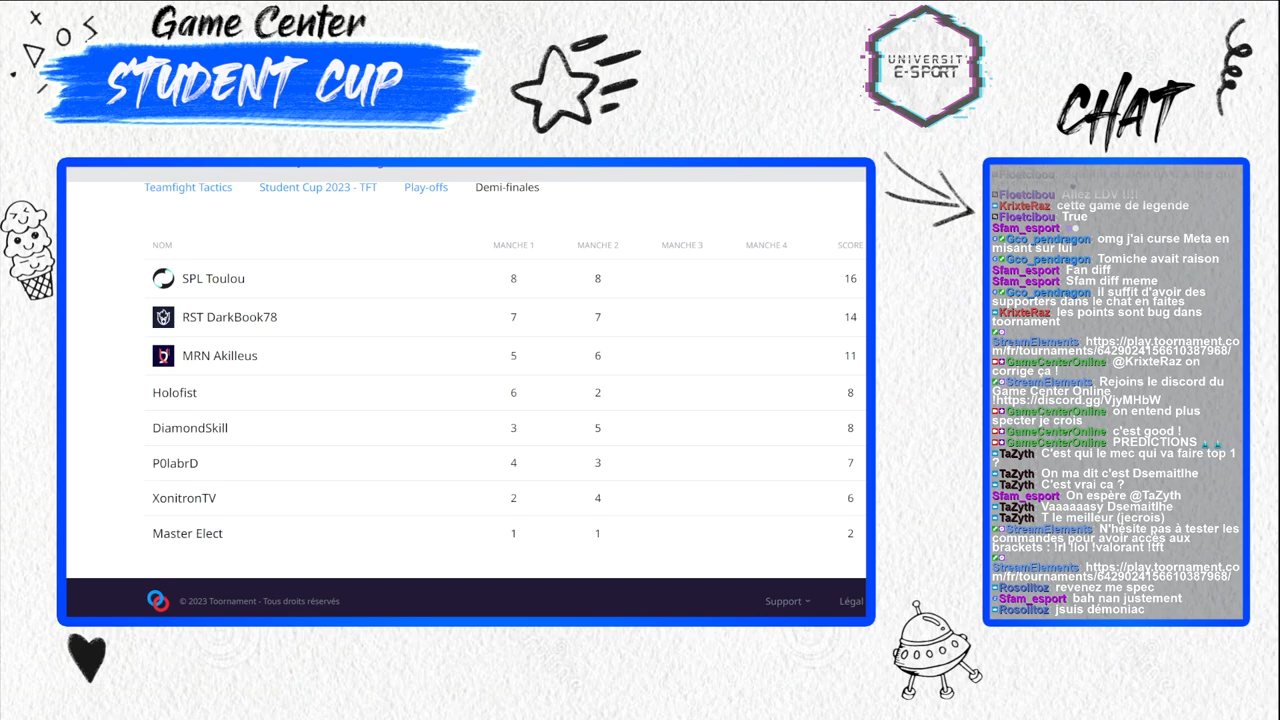 Game Center
STUDENT CUP
UNIVERSIT
E-SPORT
CHAT
Teamfight Tactics Student Cup 2023 - TFT Play-offs Demi-finales
NOM MANCHE 1 MANCHE 2 MANCHE 3 MANCHE 4 SCORE
SPL Toulou 8 8 16
RST DarkBook78 7 7 14
MRN Akilleus 5 6 11
Holofist 6 2 8
DiamondSkill 3 5 8
P0labrD 4 3 7
XonitronTV 2 4 6
Master Elect 1 1 2
© 2023 Toornament - Tous droits réservés Support Légal
Floetcibou Allez LDV !!!!
KrixteRaz cette game de legende
Floetcibou True
Sfam_esport
Gco_pendragon omg j'ai curse Meta en
misant sur lui
Gco_pendragon Tomiche avait raison
Sfam_esport Fan diff
Sfam_esport Sfam diff meme
Gco_pendragon il suffit d'avoir des
supporters dans le chat en faites
KrixteRaz les points sont bug dans
toornament
StreamElements https://play.toornament.co
m/fr/tournaments/6429024156610387968/
GameCenterOnline @KrixteRaz on
corrige ça !
StreamElements Rejoins le discord du
Game Center Online
!https://discord.gg/VjyMHbW
GameCenterOnline on entend plus
specter je crois
GameCenterOnline c'est good !
GameCenterOnline PREDICTIONS
TaZyth C'est qui le mec qui va faire top 1
?
TaZyth On ma dit c'est Dsemaitlhe
TaZyth C'est vrai ca ?
Sfam_esport On espère @TaZyth
TaZyth Vaaaaaasy Dsemaitlhe
TaZyth T le meilleur (jecrois)
StreamElements N'hésite pas à tester les
commandes pour avoir accès aux
brackets : !rl !lol !valorant !tft
StreamElements https://play.toornament.co
m/fr/tournaments/6429024156610387968/
Rosolitoz revenez me spec
Sfam_esport bah nan justement
Rosolitoz jsuis démoniac